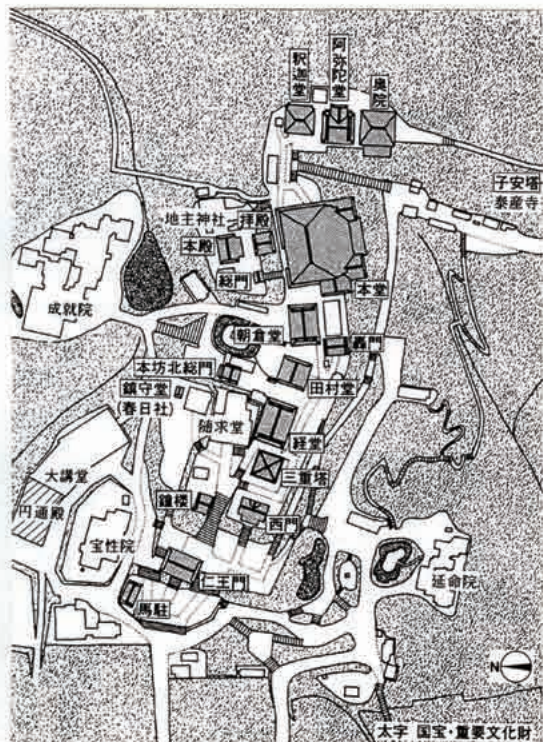 釈迦堂
阿弥陀堂
奥院
子安塔
泰産寺
地主神社
拝殿
本殿
総門
本堂
成就院
朝倉堂
轟門
本坊北総門
田村堂
鎮守堂
(春日社)
随求堂
経堂
大講堂
三重塔
円通殿
鐘楼
西門
宝性院
仁王門
延命院
馬駐
N
太字 国宝・重要文化財